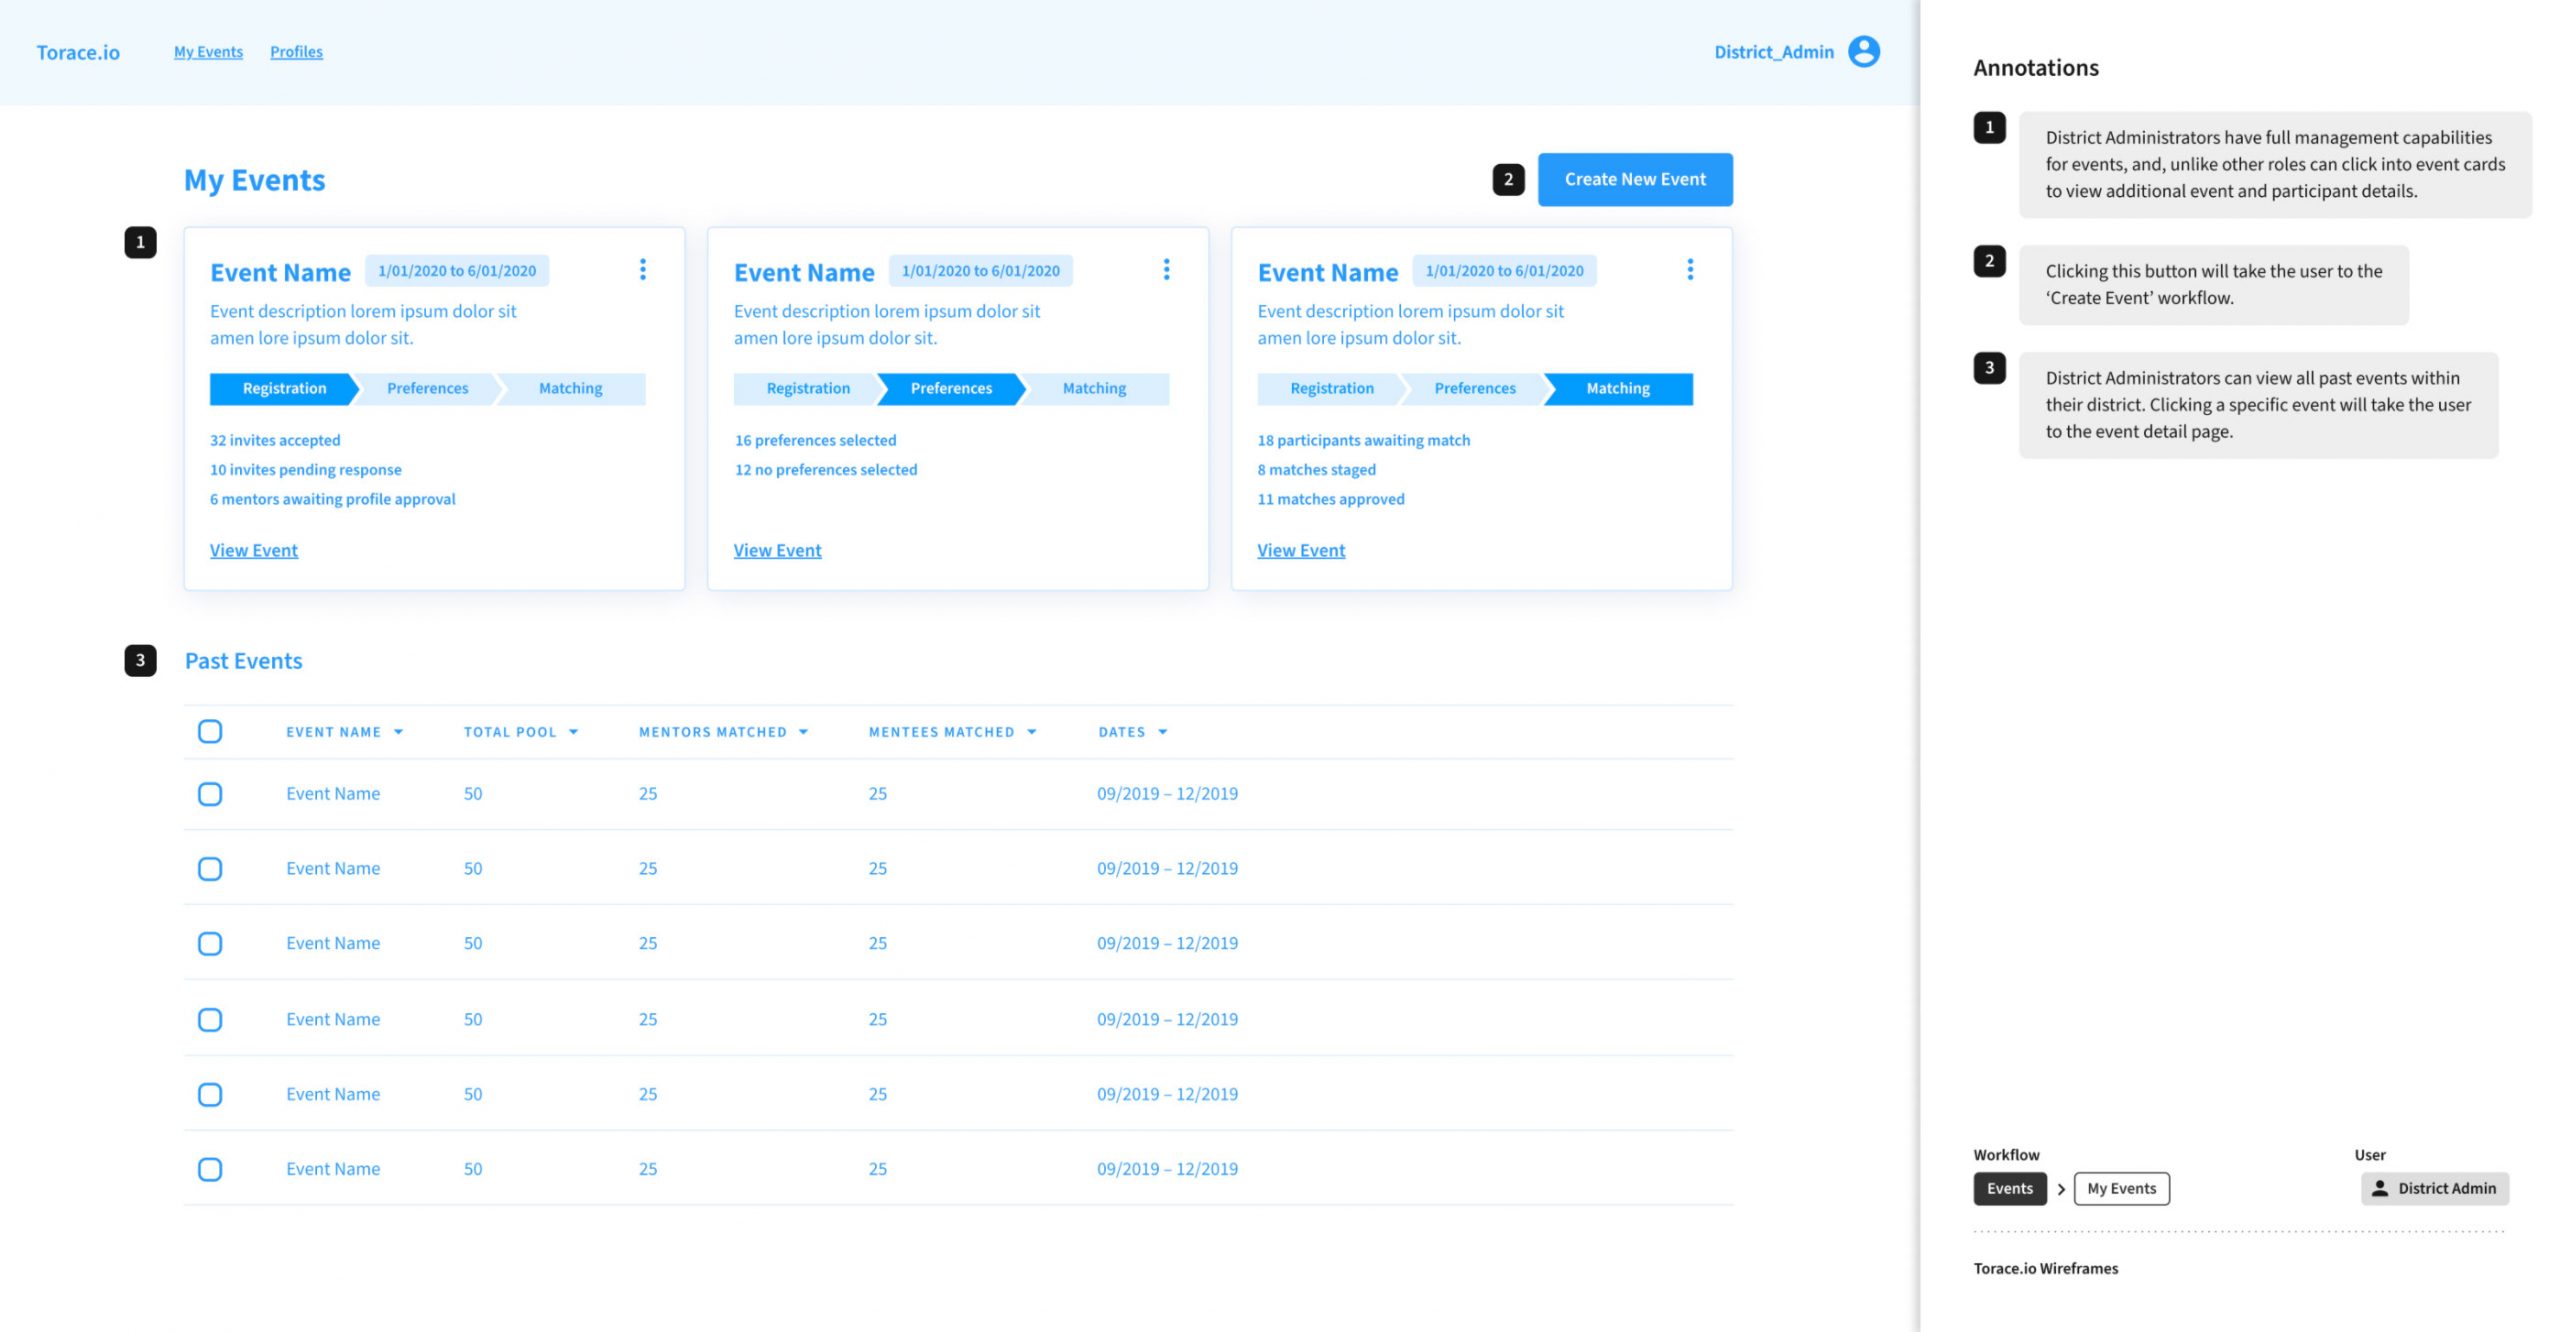 Torace.io
My Events
Profiles
District_Admin
My Events
2
Create New Event
1
Event Name
1/01/2020 to 6/01/2020
Event description lorem ipsum dolor sit
amen lore ipsum dolor sit.
Registration
Preferences
Matching
32 invites accepted
10 invites pending response
6 mentors awaiting profile approval
View Event
Event Name
1/01/2020 to 6/01/2020
Event description lorem ipsum dolor sit
amen lore ipsum dolor sit.
Registration
Preferences
Matching
16 preferences selected
12 no preferences selected
View Event
Event Name
1/01/2020 to 6/01/2020
Event description lorem ipsum dolor sit
amen lore ipsum dolor sit.
Registration
Preferences
Matching
18 participants awaiting match
8 matches staged
11 matches approved
View Event
3
Past Events
EVENT NAME TOTAL POOL MENTORS MATCHED MENTEES MATCHED DATES
Event Name 50 25 25 09/2019 – 12/2019
Event Name 50 25 25 09/2019 – 12/2019
Event Name 50 25 25 09/2019 – 12/2019
Event Name 50 25 25 09/2019 – 12/2019
Event Name 50 25 25 09/2019 – 12/2019
Event Name 50 25 25 09/2019 – 12/2019
Annotations
1
District Administrators have full management capabilities
for events, and, unlike other roles can click into event cards
to view additional event and participant details.
2
Clicking this button will take the user to the
‘Create Event’ workflow.
3
District Administrators can view all past events within
their district. Clicking a specific event will take the user
to the event detail page.
Workflow
Events > My Events
User
District Admin
Torace.io Wireframes